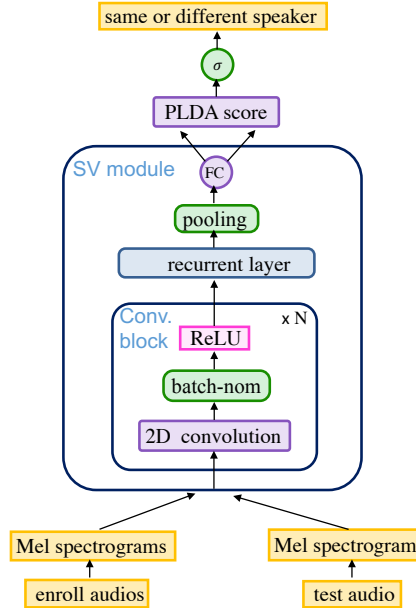 same or different speaker
σ
PLDA score
SV module
FC
pooling
recurrent layer
Conv.
block
x N
ReLU
batch-nom
2D convolution
Mel spectrograms
Mel spectrogram
enroll audios
test audio